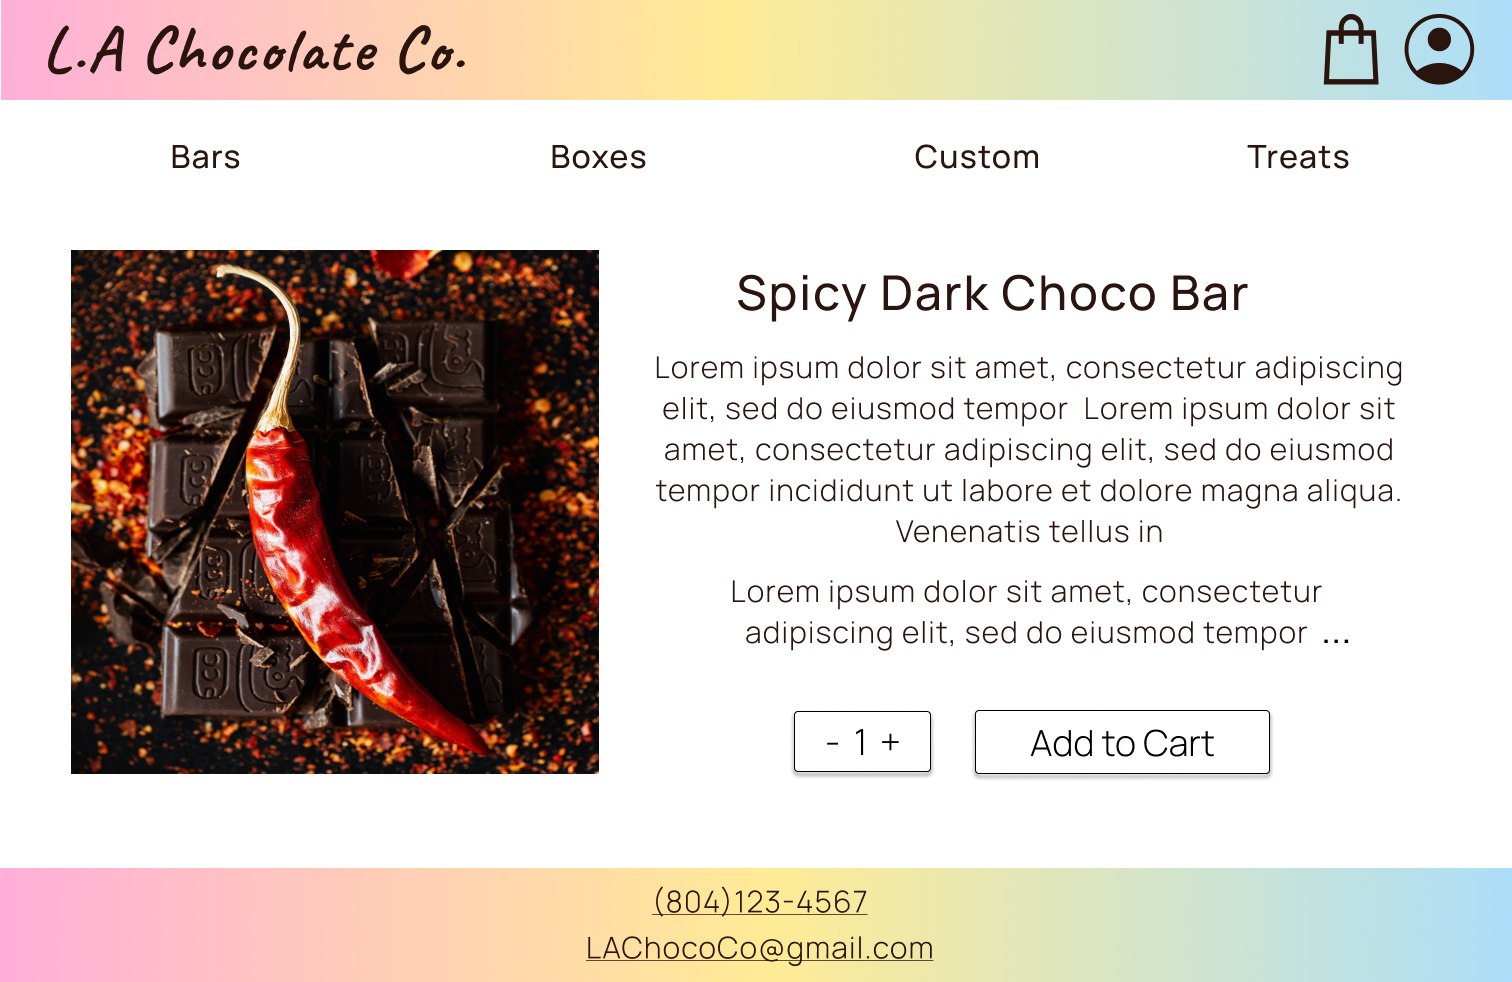 L.A Chocolate Co.
Bars Boxes Custom Treats
Spicy Dark Choco Bar
Lorem ipsum dolor sit amet, consectetur adipiscing
elit, sed do eiusmod tempor Lorem ipsum dolor sit
amet, consectetur adipiscing elit, sed do eiusmod
tempor incididunt ut labore et dolore magna aliqua.
Venenatis tellus in
Lorem ipsum dolor sit amet, consectetur
adipiscing elit, sed do eiusmod tempor ...
- 1 + Add to Cart
(804)123-4567
LAChocoCo@gmail.com